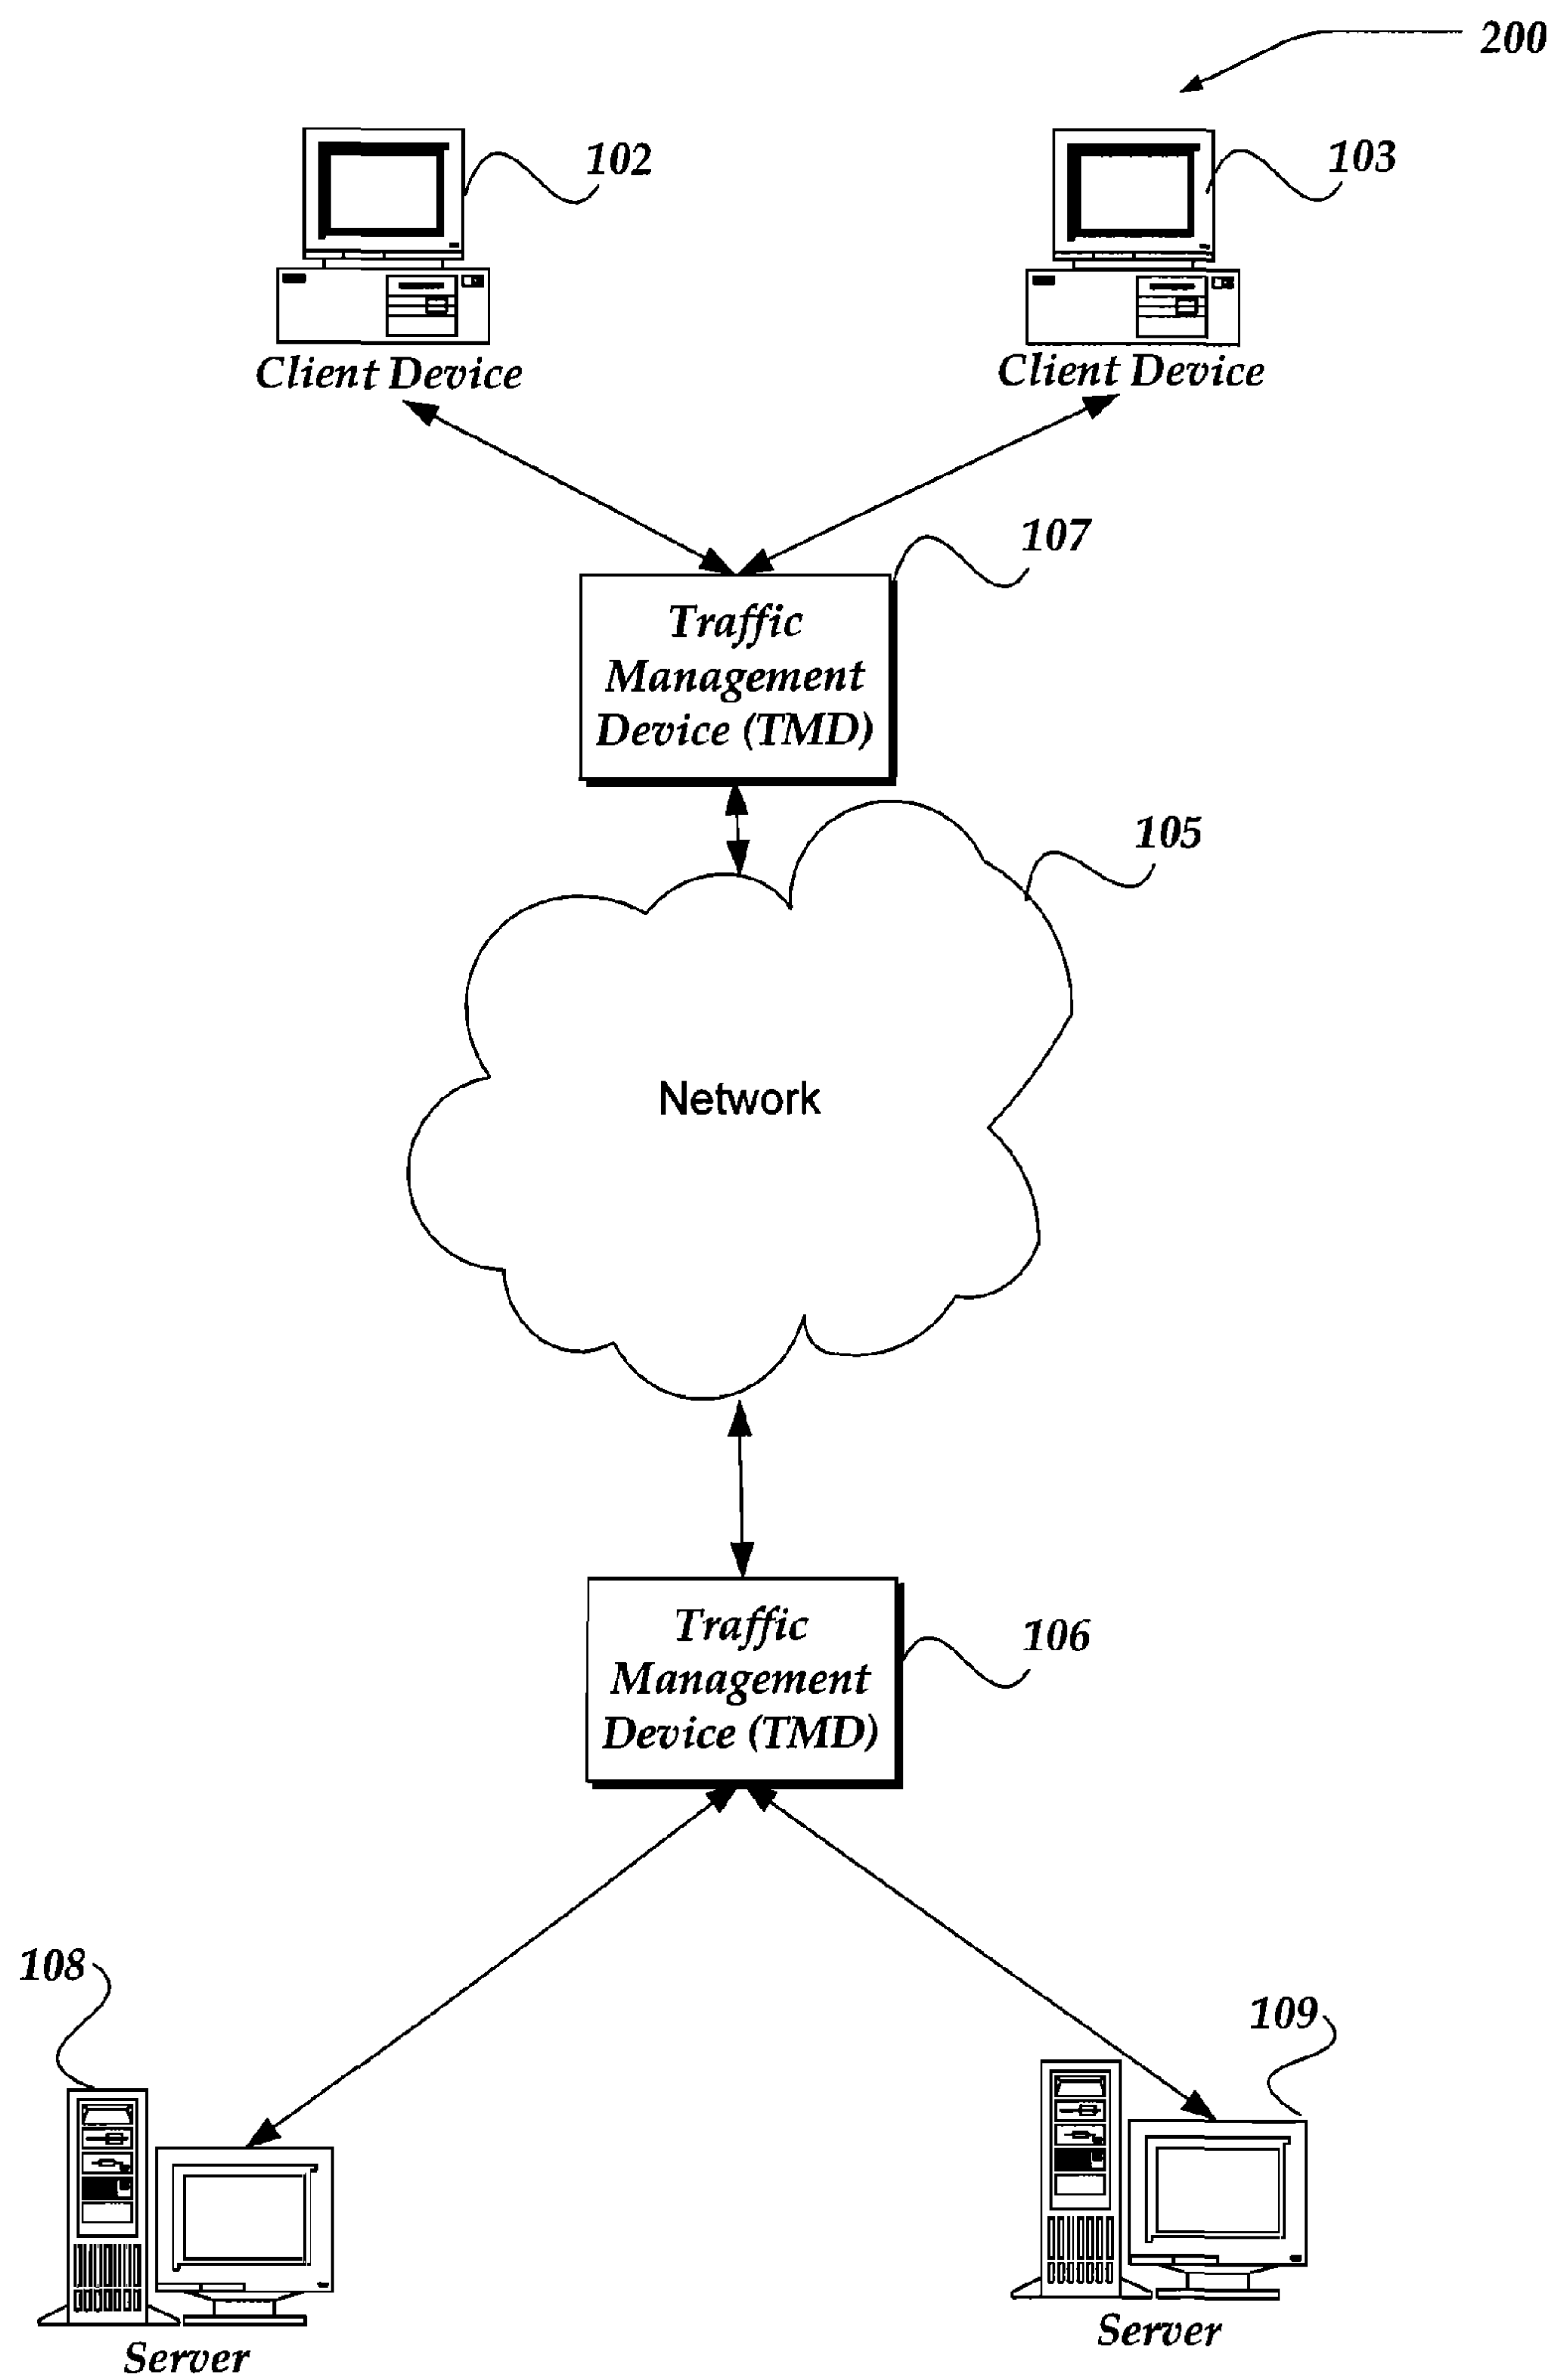 200
102
103
Client Device
Client Device
107
Traffic
Management
Device (TMD)
105
Network
106
Traffic
Management
Device (TMD)
108
109
Server
Server